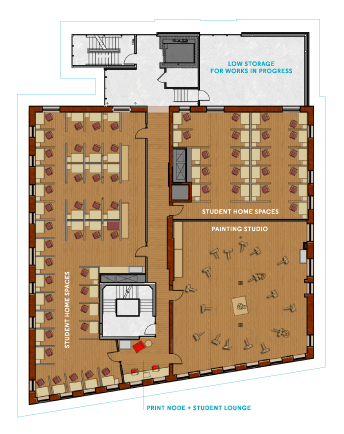 LOW STORAGE
FOR WORKS IN PROGRESS
STUDENT HOME SPACES
PAINTING STUDIO
STUDENT HOME SPACES
PRINT NODE + STUDENT LOUNGE